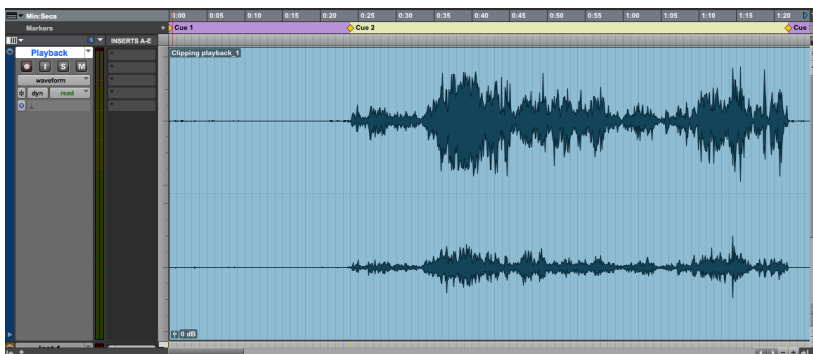 Min:Secs 0:00 0:05 0:10 0:15 0:20 0:25 0:30 0:35 0:40 0:45 0:50 0:55 1:00 1:05 1:10 1:15 1:20
Markers + Cue 1 Cue 2 Cue
INSERTS A-E
Playback
Clipping playback_1
I S M
waveform
dyn read
0 dB